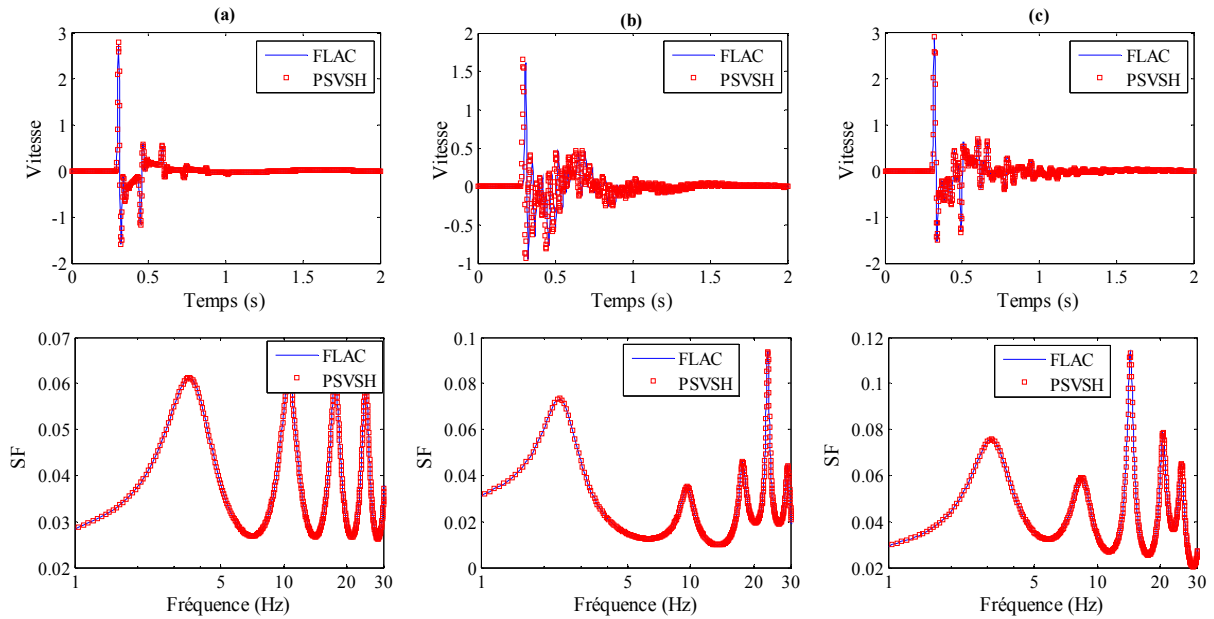 (a)
3
2
1
0
-1
-2
Vitesse
0 0.5 1 1.5 2
Temps (s)
FLAC
PSVSH
(b)
2
1.5
1
0.5
0
-0.5
-1
Vitesse
0 0.5 1 1.5 2
Temps (s)
FLAC
PSVSH
(c)
3
2
1
0
-1
-2
Vitesse
0 0.5 1 1.5 2
Temps (s)
FLAC
PSVSH
0.07
0.06
0.05
0.04
0.03
0.02
SF
1 5 10 20 30
Fréquence (Hz)
FLAC
PSVSH
0.1
0.08
0.06
0.04
0.02
0
SF
1 5 10 20 30
Fréquence (Hz)
FLAC
PSVSH
0.12
0.1
0.08
0.06
0.04
0.02
SF
1 5 10 20 30
Fréquence (Hz)
FLAC
PSVSH